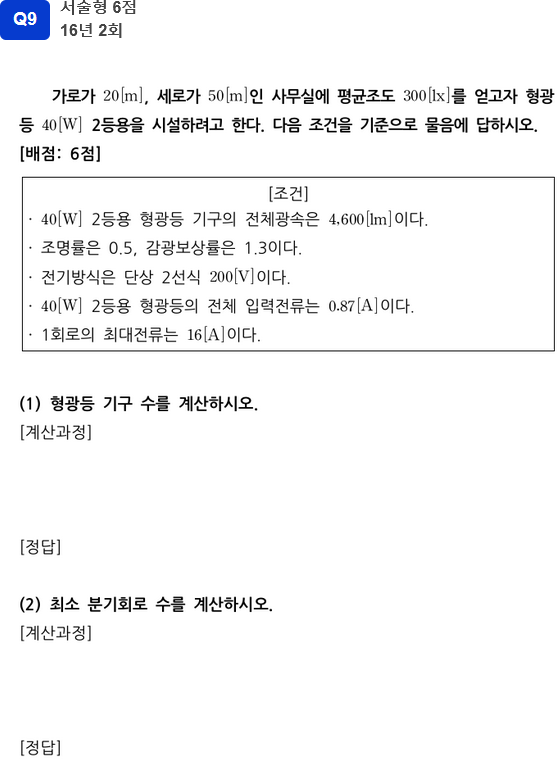 Q9
서술형 6점
16년 2회
가로가 20[m], 세로가 50[m]인 사무실에 평균조도 300[lx]를 얻고자 형광
등 40[W] 2등용을 시설하려고 한다. 다음 조건을 기준으로 물음에 답하시오.
[배점: 6점]
[조건]
· 40[W] 2등용 형광등 기구의 전체광속은 4,600[lm]이다.
· 조명률은 0.5, 감광보상률은 1.3이다.
· 전기방식은 단상 2선식 200[V]이다.
· 40[W] 2등용 형광등의 전체 입력전류는 0.87[A]이다.
· 1회로의 최대전류는 16[A]이다.
(1) 형광등 기구 수를 계산하시오.
[계산과정]
[정답]
(2) 최소 분기회로 수를 계산하시오.
[계산과정]
[정답]